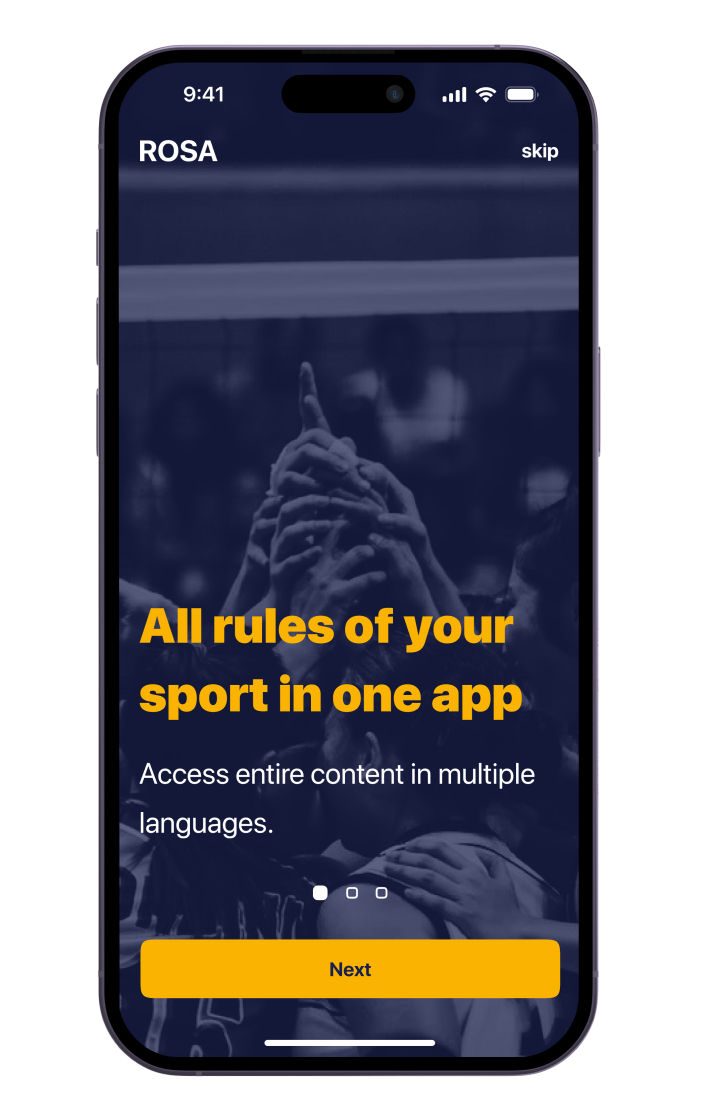 9:41
ROSA
skip
All rules of your
sport in one app
Access entire content in multiple
languages.
Next